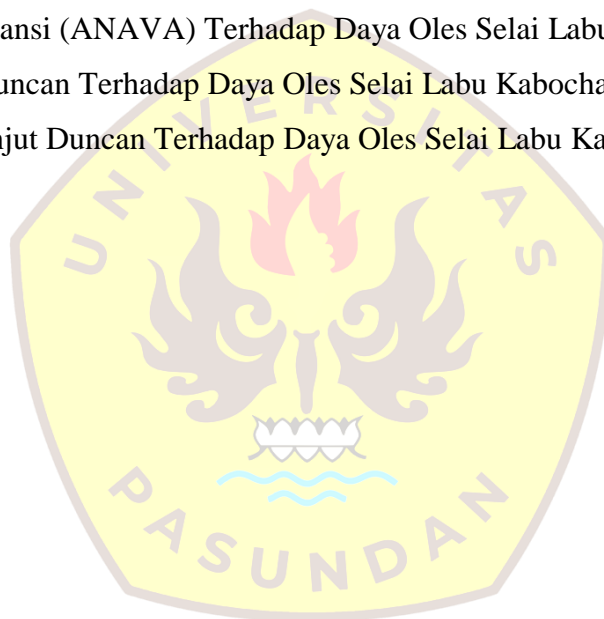 ansi (ANAVA) Terhadap Daya Oles Selai Labu
uncan Terhadap Daya Oles Selai Labu Kabocha
njut Duncan Terhadap Daya Oles Selai Labu Ka
UNIVERSITAS
PASUNDAN